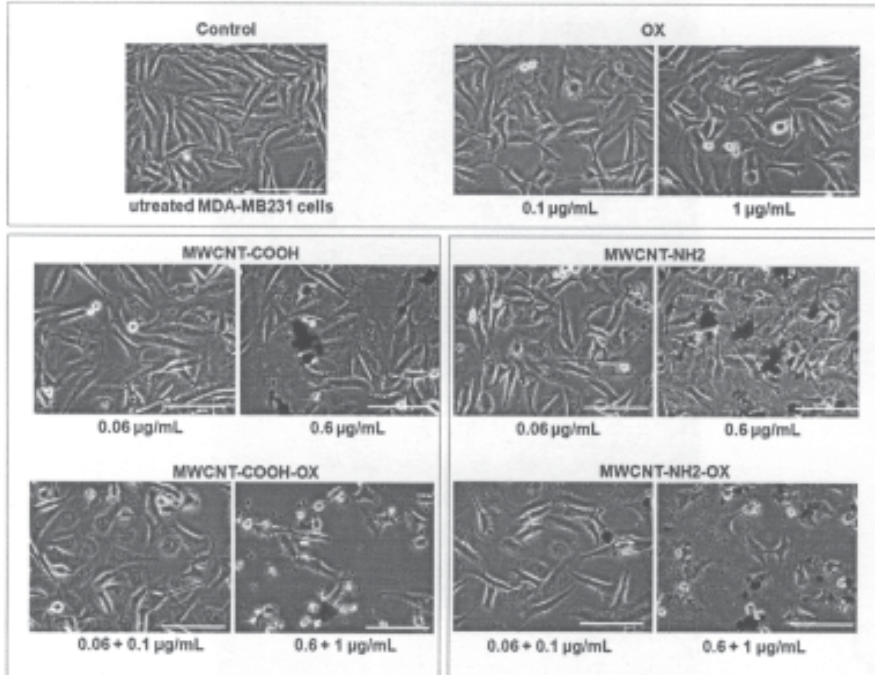 Control
OX
utreated MDA-MB231 cells
0.1 µg/mL
1 µg/mL
MWCNT-COOH
MWCNT-NH2
0.06 µg/mL
0.6 µg/mL
0.06 µg/mL
0.6 µg/mL
MWCNT-COOH-OX
MWCNT-NH2-OX
0.06 + 0.1 µg/mL
0.6 + 1 µg/mL
0.06 + 0.1 µg/mL
0.6 + 1 µg/mL